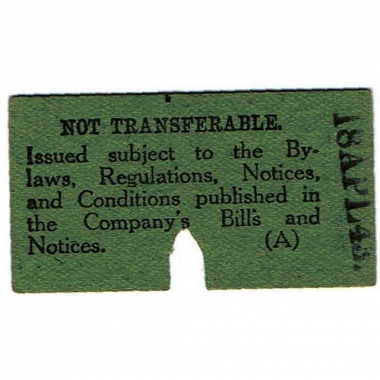 NOT TRANSFERABLE.
Issued subject to the By-
laws, Regulations, Notices,
and Conditions published in
the Company's Bills and
Notices. (A)